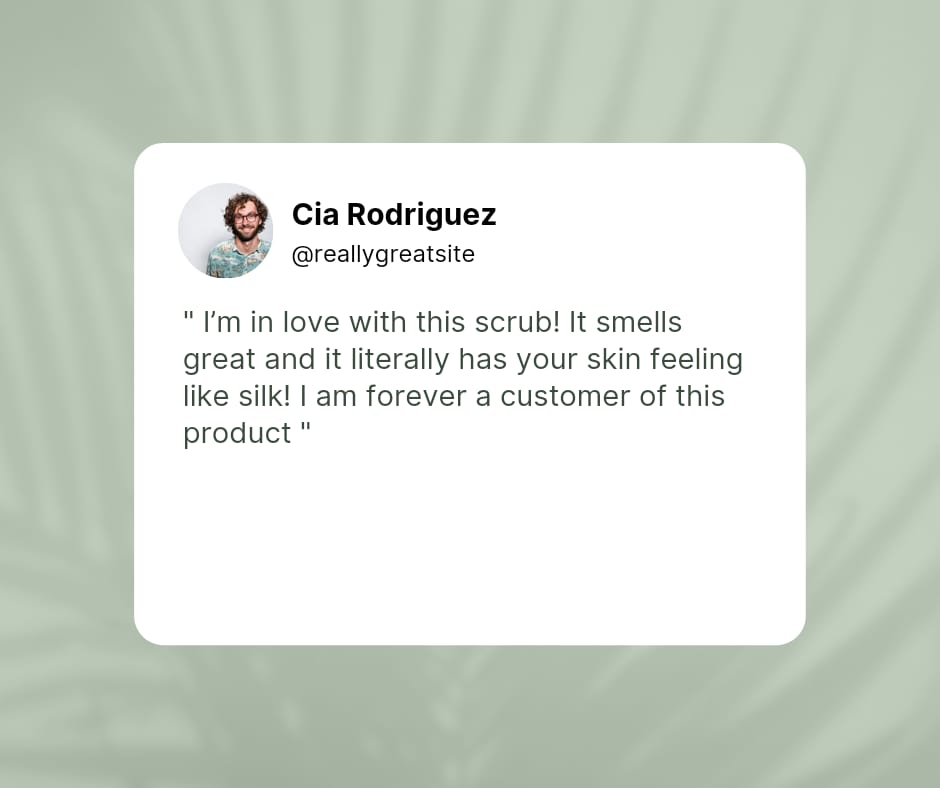 Cia Rodriguez
@reallygreatsite
" I’m in love with this scrub! It smells
great and it literally has your skin feeling
like silk! I am forever a customer of this
product "